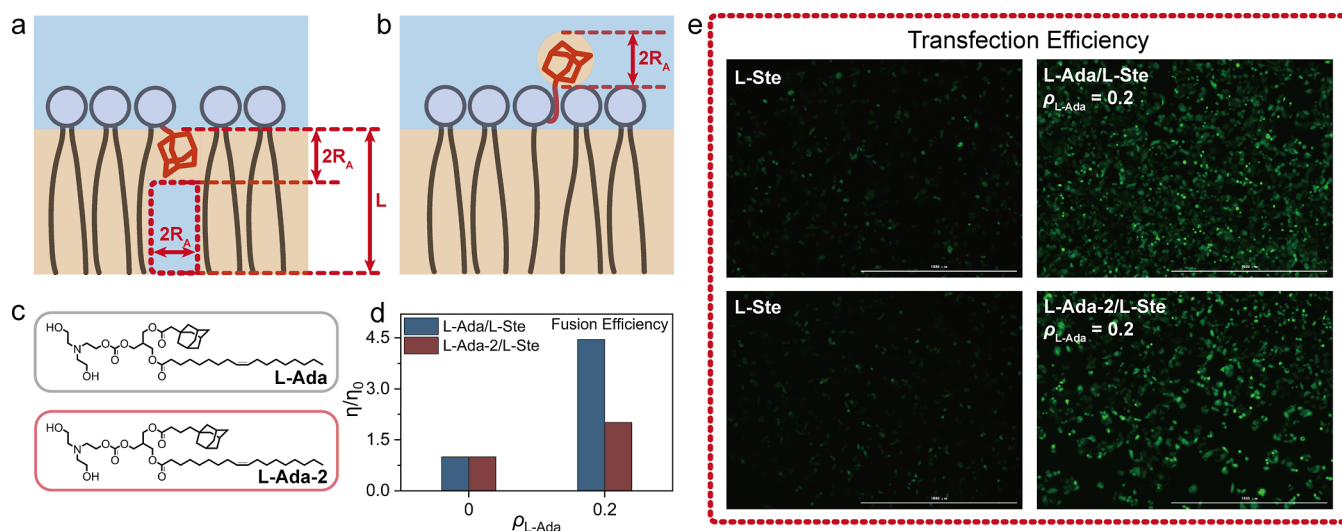 a
2R_A
2R_A
L
b
2R_A
c
HO
N
OH
O
O
O
O
O
O
O
L-Ada
HO
N
OH
O
O
O
O
O
O
O
L-Ada-2
d
L-Ada/L-Ste
L-Ada-2/L-Ste
Fusion Efficiency
4.5
3.0
1.5
0.0
η/η₀
0
0.2
ρ_L-Ada
e
Transfection Efficiency
L-Ste
L-Ada/L-Ste
ρ_L-Ada = 0.2
L-Ste
L-Ada-2/L-Ste
ρ_L-Ada = 0.2